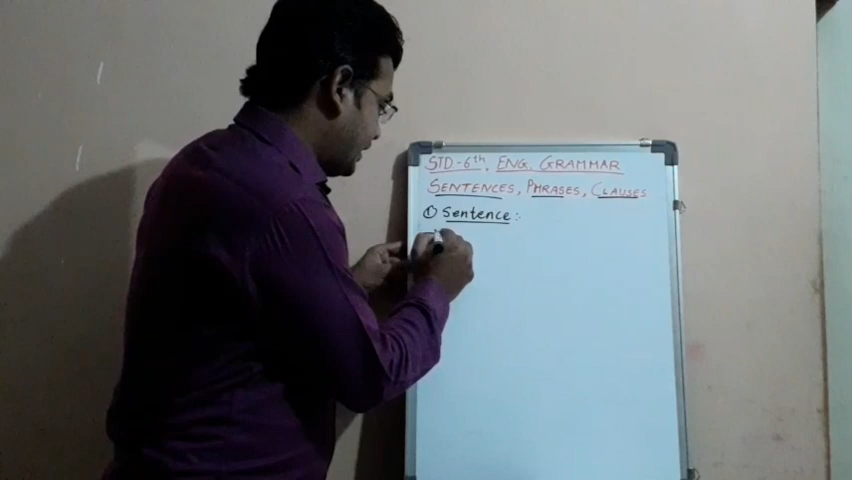 STD-6th, ENG. GRAMMAR
SENTENCES, PHRASES, CLAUSES
① Sentence:-